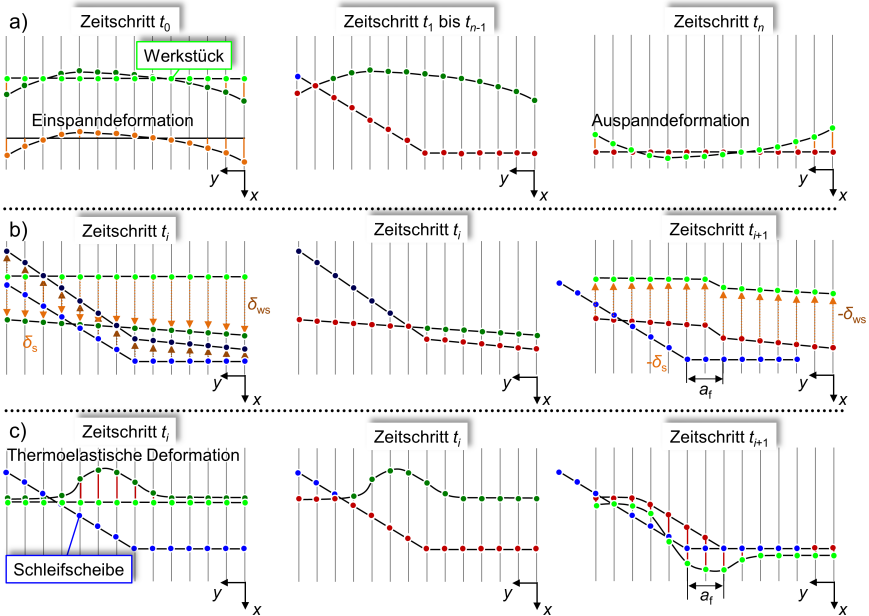 a)
Zeitschritt t0
Zeitschritt t1 bis tn-1
Zeitschritt tn
Werkstück
Einspanndeformation
Auspanndeformation
y
x
y
x
y
x
b)
Zeitschritt ti
Zeitschritt ti
Zeitschritt ti+1
δws
δs
-δws
-δs
af
y
x
y
x
y
x
c)
Zeitschritt ti
Zeitschritt ti
Zeitschritt ti+1
Thermoelastische Deformation
Schleifscheibe
af
y
x
y
x
y
x